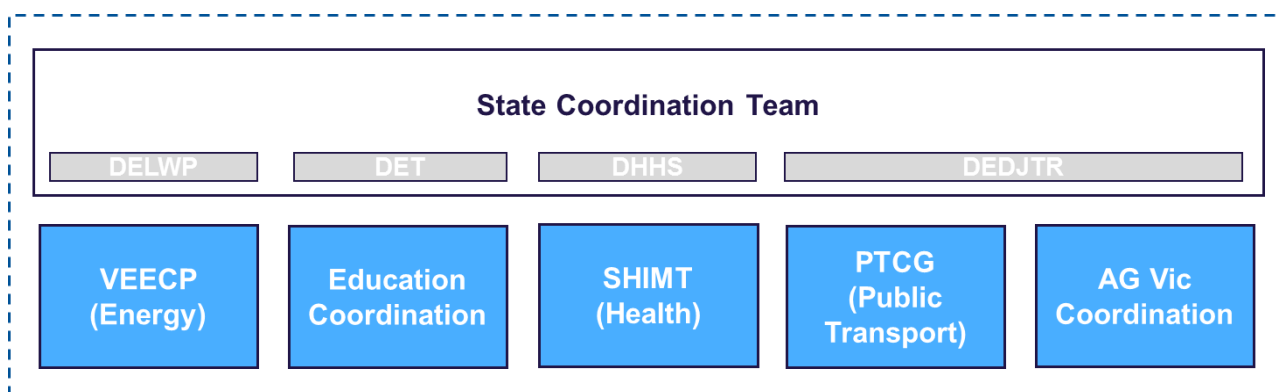 State Coordination Team
DELWP DET DHHS DEDJTR
VEECP
(Energy)
Education
Coordination
SHIMT
(Health)
PTCG
(Public
Transport)
AG Vic
Coordination